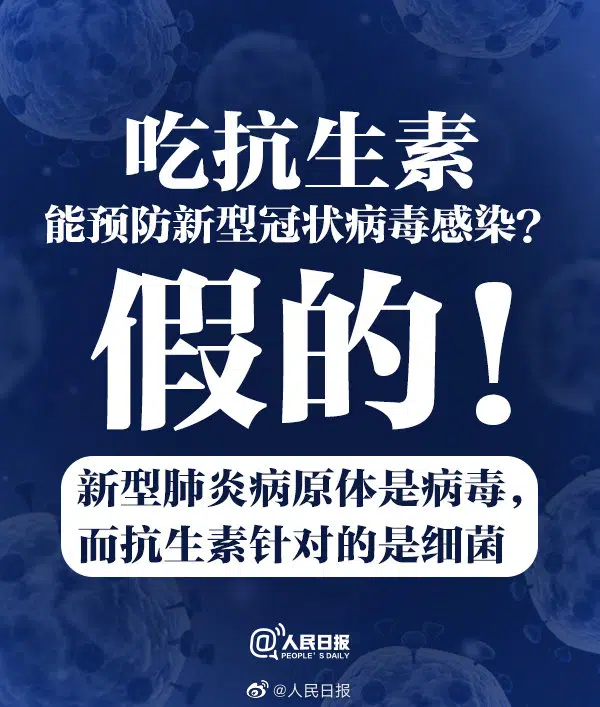 吃抗生素
能预防新型冠状病毒感染?
假的!
新型肺炎病原体是病毒,
而抗生素针对的是细菌
@人民日报
PEOPLE'S DAILY
@人民日报